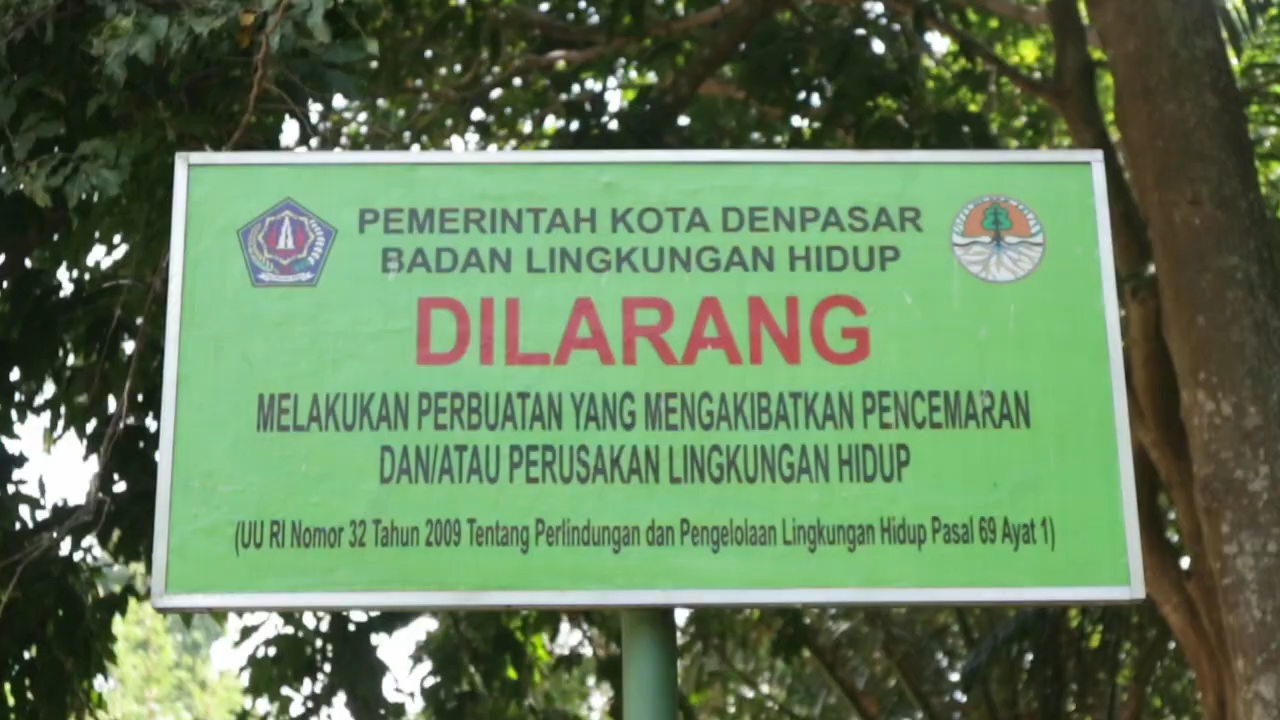 PEMERINTAH KOTA DENPASAR
BADAN LINGKUNGAN HIDUP
DILARANG
MELAKUKAN PERBUATAN YANG MENGAKIBATKAN PENCEMARAN
DAN/ATAU PERUSAKAN LINGKUNGAN HIDUP
(UU RI Nomor 32 Tahun 2009 Tentang Perlindungan dan Pengelolaan Lingkungan Hidup Pasal 69 Ayat 1)